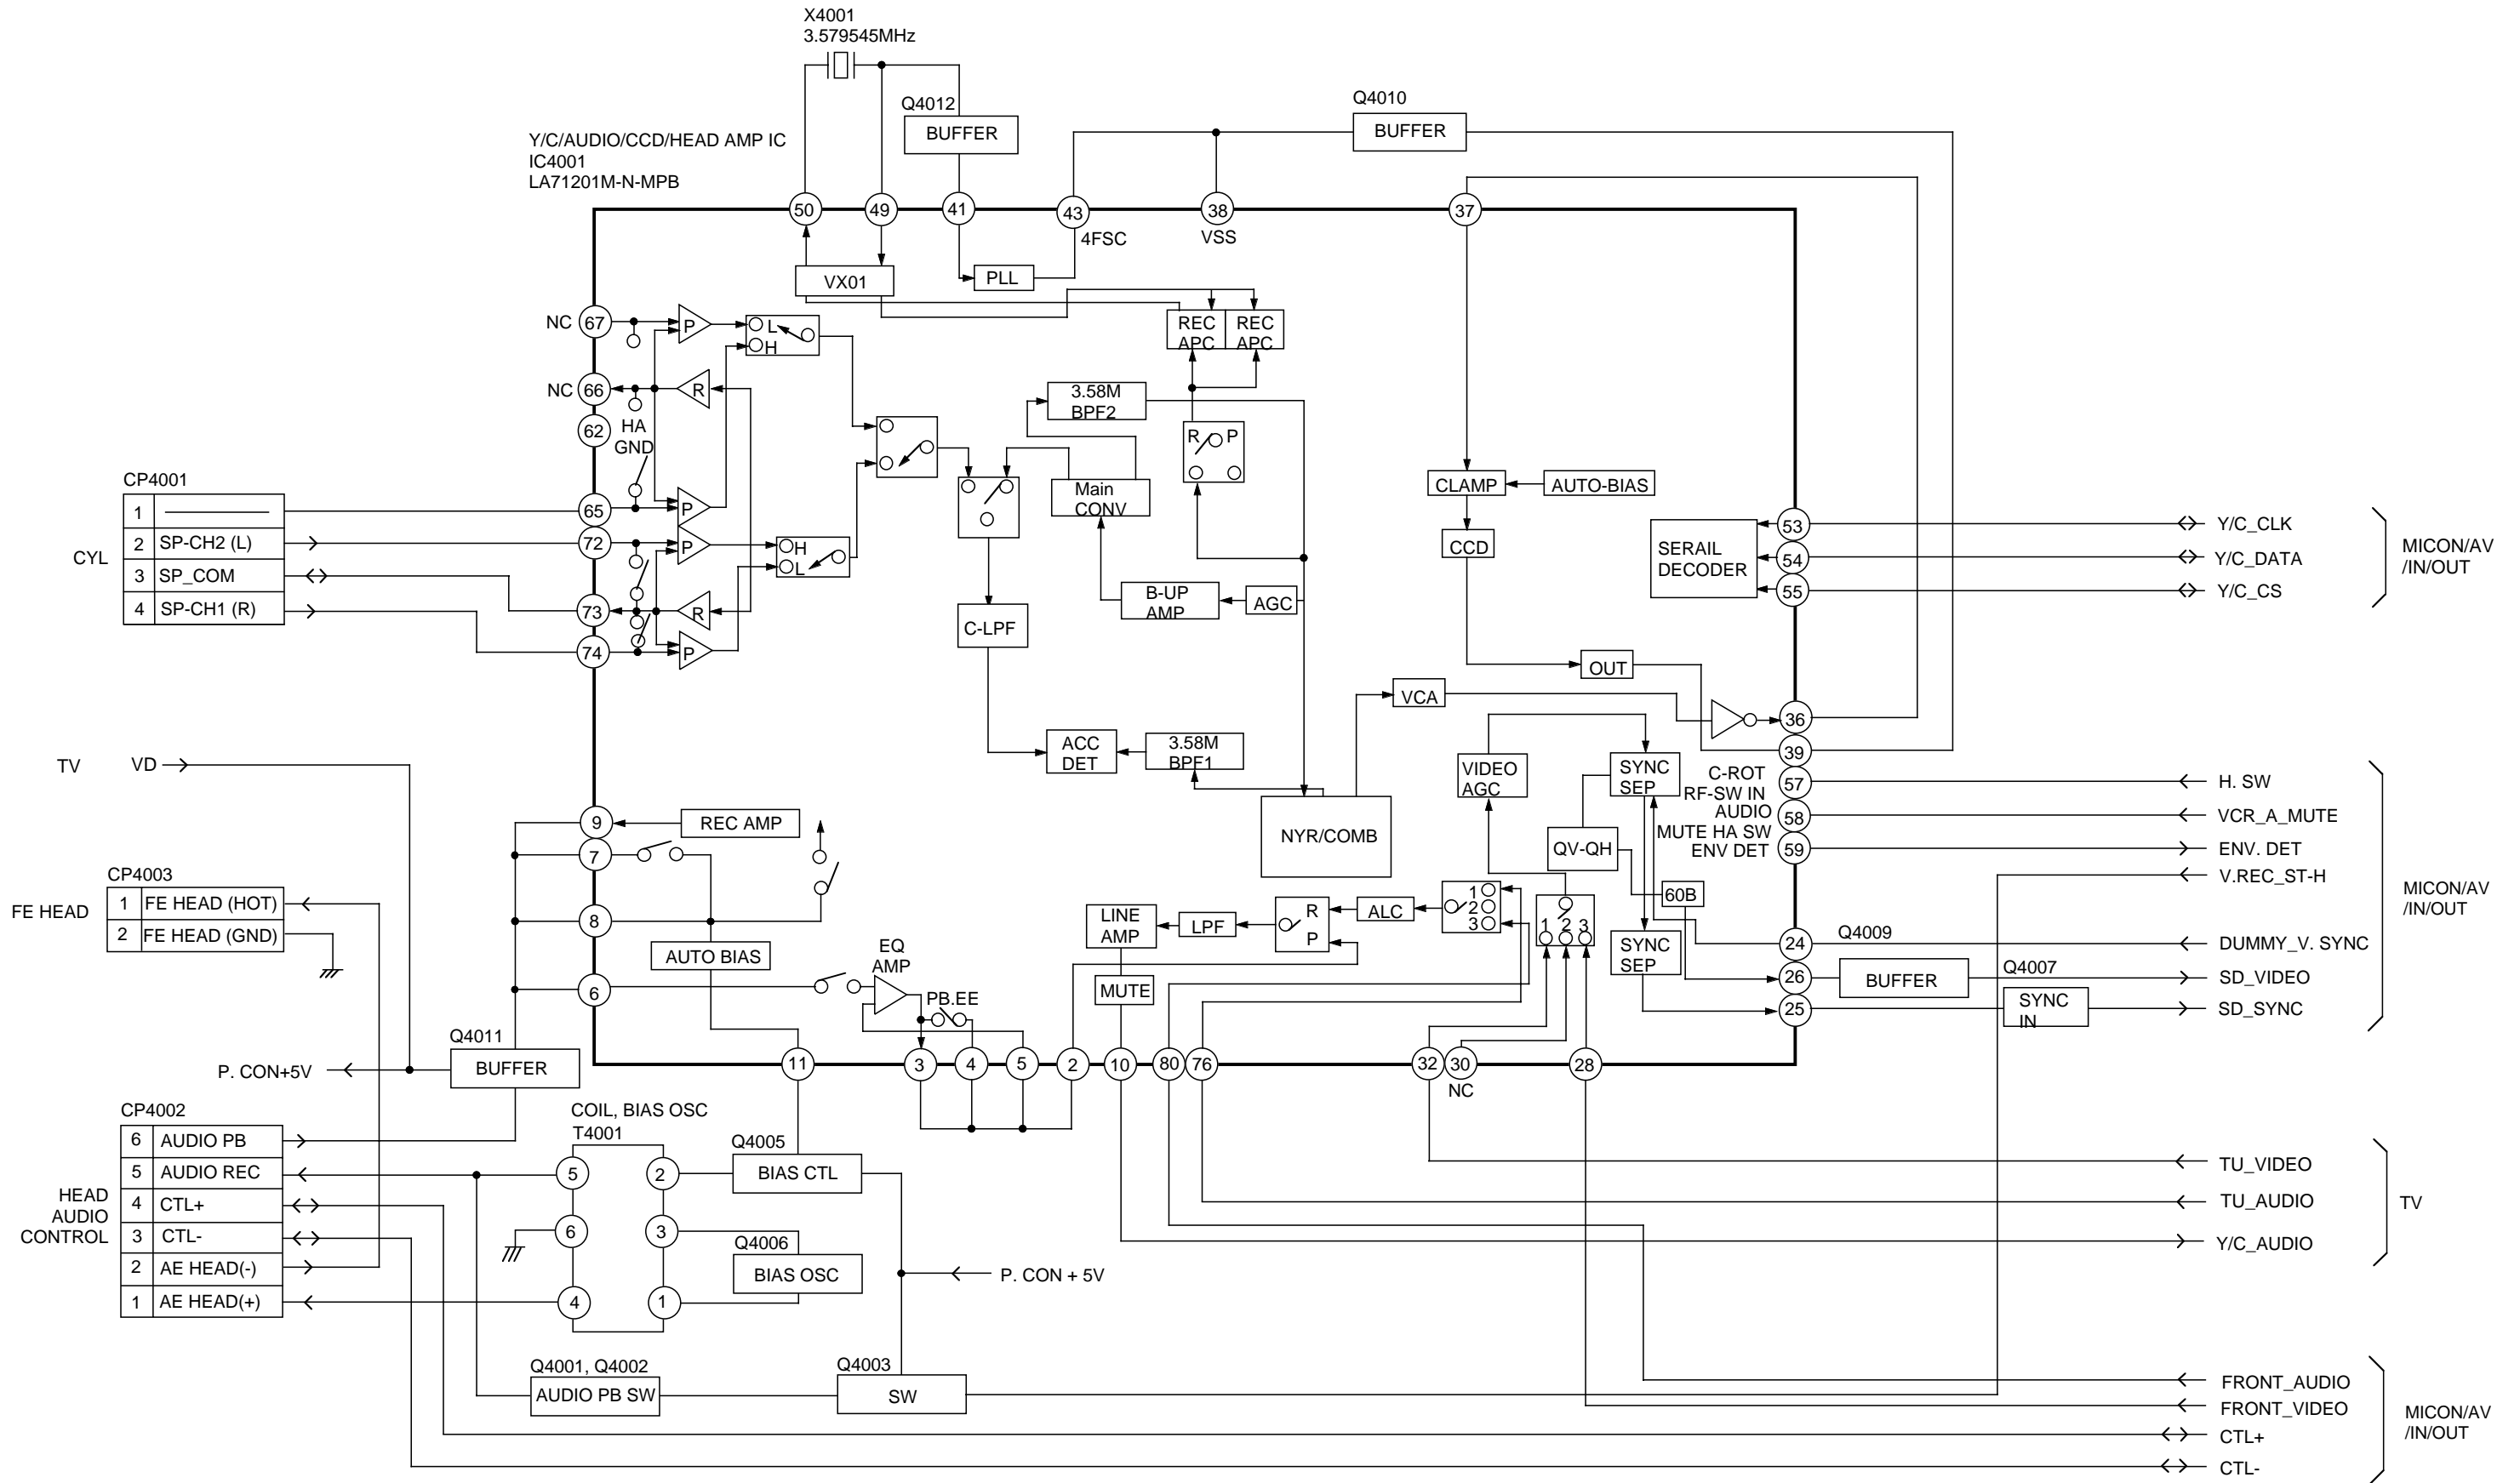 X4001
3.579545MHz
Q4012
BUFFER
Q4010
BUFFER
Y/C/AUDIO/CCD/HEAD AMP IC
IC4001
LA71201M-N-MPB
50
49
41
43
38
37
4FSC
VSS
VX01
PLL
NC
67
P
L
H
REC
APC
REC
APC
NC
66
R
62
HA
GND
3.58M
BPF2
R
P
CP4001
1
2
SP-CH2 (L)
3
SP_COM
4
SP-CH1 (R)
CYL
65
P
72
P
H
L
73
R
74
P
Main
CONV
CLAMP
AUTO-BIAS
CCD
SERAIL
DECODER
53
54
55
Y/C_CLK
Y/C_DATA
Y/C_CS
MICON/AV
/IN/OUT
B-UP
AMP
AGC
C-LPF
OUT
VCA
36
39
ACC
DET
3.58M
BPF1
VIDEO
AGC
SYNC
SEP
C-ROT
RF-SW IN
AUDIO
MUTE HA SW
ENV DET
57
58
59
H. SW
VCR_A_MUTE
ENV. DET
V.REC_ST-H
MICON/AV
/IN/OUT
TV
VD
9
REC AMP
7
NYR/COMB
QV-QH
60B
CP4003
1
FE HEAD (HOT)
2
FE HEAD (GND)
FE HEAD
8
AUTO BIAS
6
EQ
AMP
PB.EE
LINE
AMP
LPF
R
P
ALC
1
2
3
1
2
3
MUTE
SYNC
SEP
24
Q4009
DUMMY_V. SYNC
26
BUFFER
Q4007
SD_VIDEO
25
SYNC
IN
SD_SYNC
Q4011
BUFFER
P. CON+5V
11
3
4
5
2
10
80
76
32
30
NC
28
CP4002
6
AUDIO PB
5
AUDIO REC
4
CTL+
3
CTL-
2
AE HEAD(-)
1
AE HEAD(+)
HEAD
AUDIO
CONTROL
COIL, BIAS OSC
T4001
5
2
6
3
4
1
Q4005
BIAS CTL
Q4006
BIAS OSC
P. CON + 5V
TU_VIDEO
TU_AUDIO
Y/C_AUDIO
TV
Q4001, Q4002
AUDIO PB SW
Q4003
SW
FRONT_AUDIO
FRONT_VIDEO
CTL+
CTL-
MICON/AV
/IN/OUT